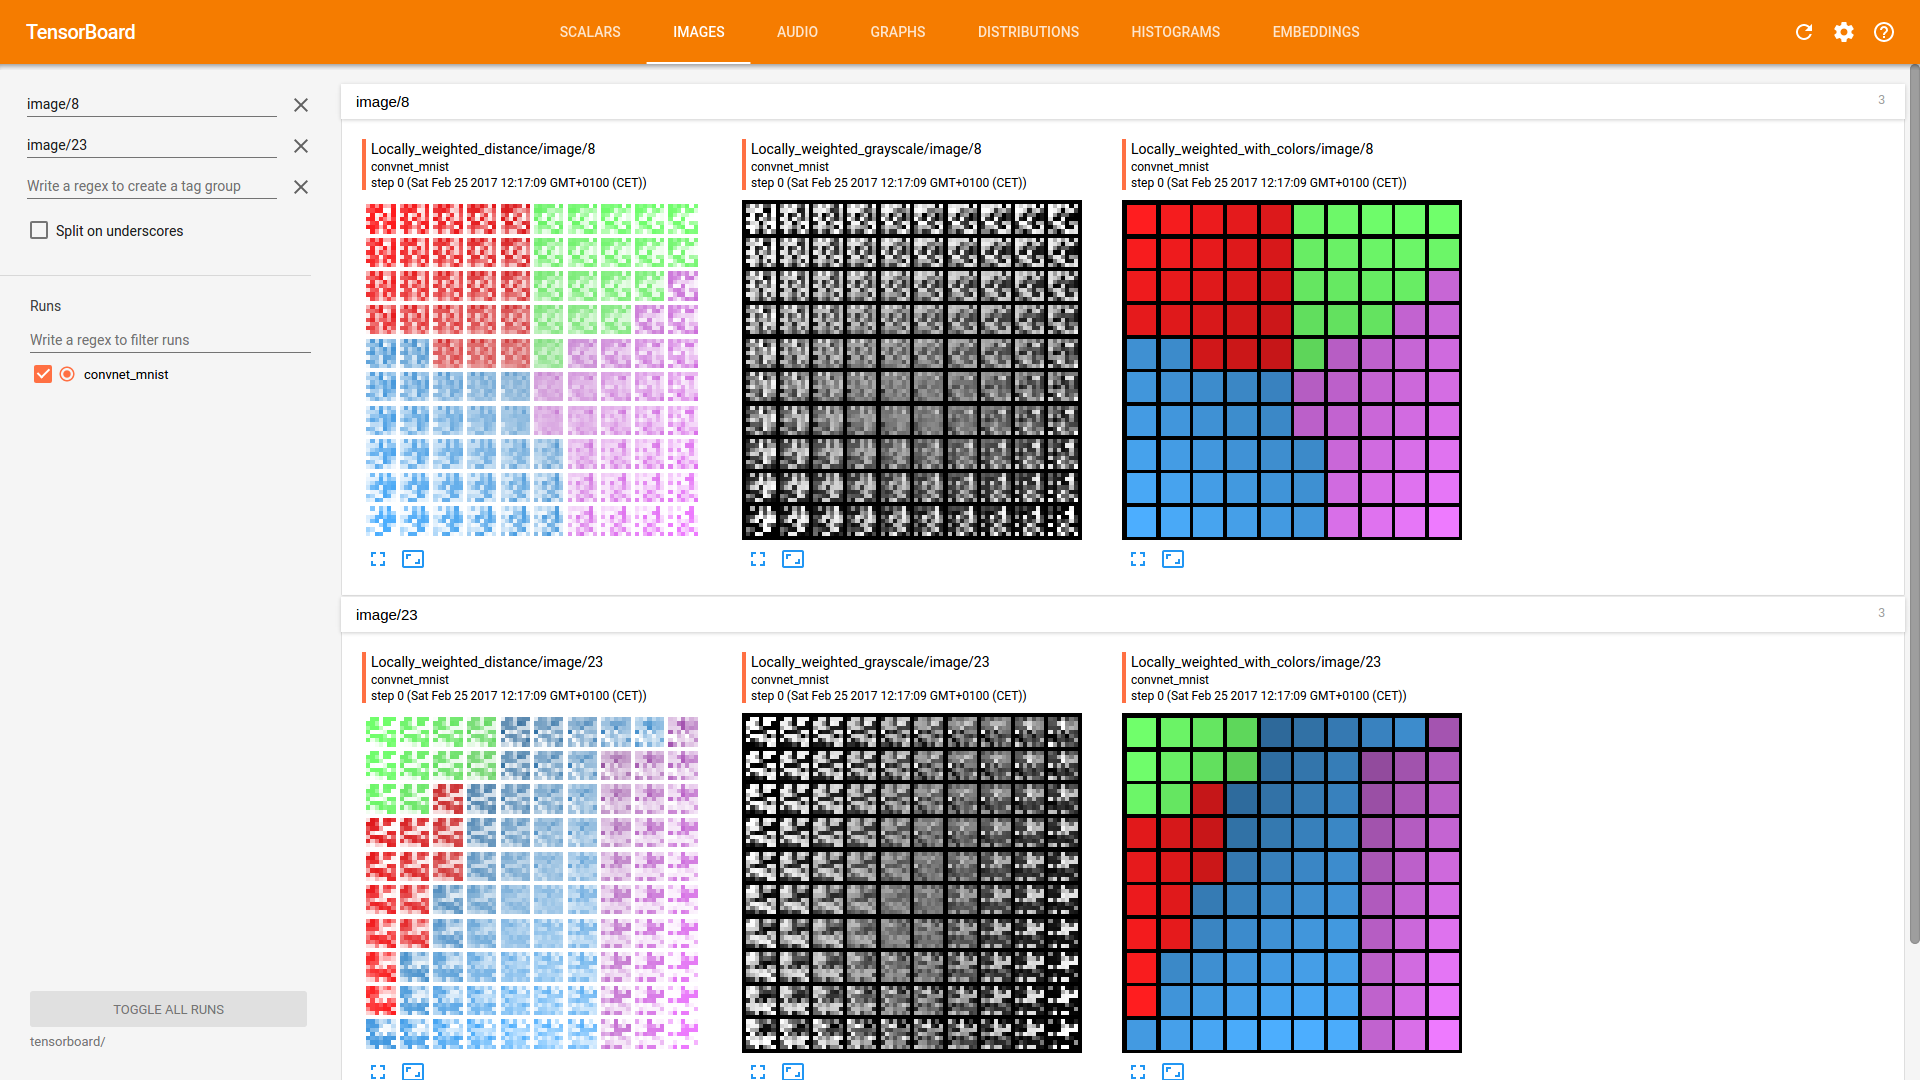 TensorBoard
SCALARS
IMAGES
AUDIO
GRAPHS
DISTRIBUTIONS
HISTOGRAMS
EMBEDDINGS
image/8
image/23
Write a regex to create a tag group
Split on underscores
Runs
Write a regex to filter runs
convnet_mnist
TOGGLE ALL RUNS
tensorboard/
image/8
3
Locally_weighted_distance/image/8
convnet_mnist
step 0 (Sat Feb 25 2017 12:17:09 GMT+0100 (CET))
Locally_weighted_grayscale/image/8
convnet_mnist
step 0 (Sat Feb 25 2017 12:17:09 GMT+0100 (CET))
Locally_weighted_with_colors/image/8
convnet_mnist
step 0 (Sat Feb 25 2017 12:17:09 GMT+0100 (CET))
image/23
3
Locally_weighted_distance/image/23
convnet_mnist
step 0 (Sat Feb 25 2017 12:17:09 GMT+0100 (CET))
Locally_weighted_grayscale/image/23
convnet_mnist
step 0 (Sat Feb 25 2017 12:17:09 GMT+0100 (CET))
Locally_weighted_with_colors/image/23
convnet_mnist
step 0 (Sat Feb 25 2017 12:17:09 GMT+0100 (CET))